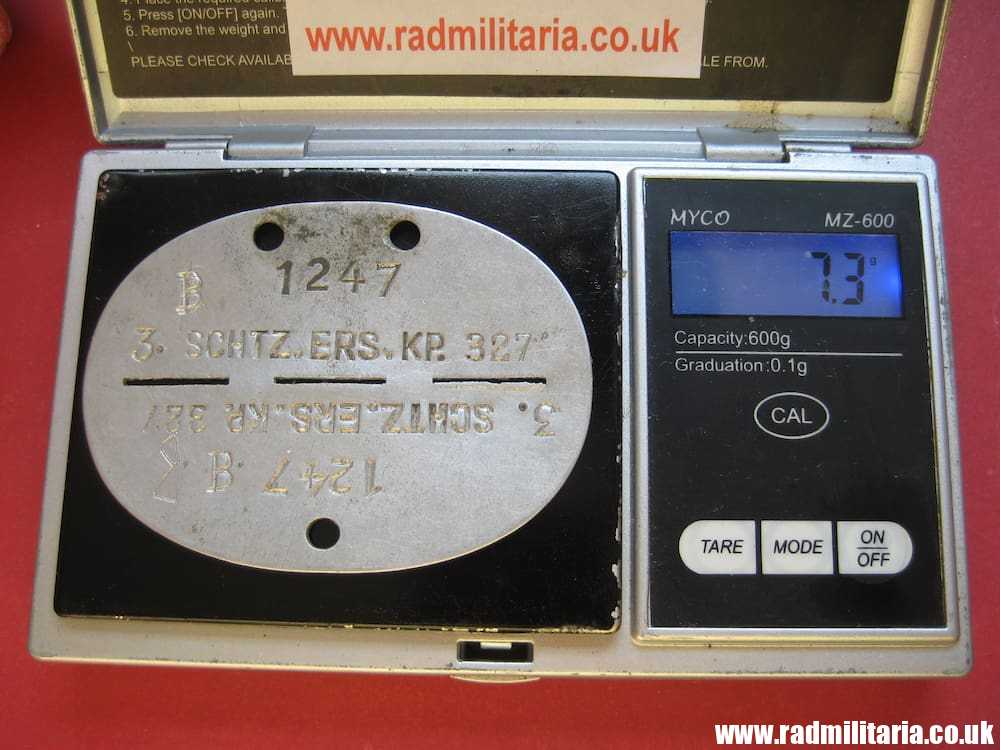 5. Press [ON/OFF] again.
6. Remove the weight and
\
PLEASE CHECK AVAILAB
LE FROM.
www.radmilitaria.co.uk
MYCO MZ-600
7.3 g
Capacity:600g
Graduation:0.1g
CAL
TARE MODE ON/OFF
1247
B
3. SCHTZ.ERS.KP. 327
3. SCHTZ.ERS.KP. 327
1247 B
www.radmilitaria.co.uk